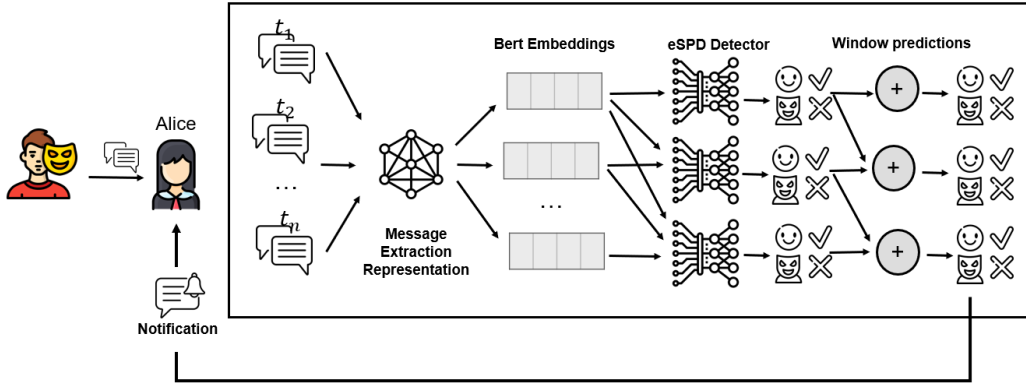 Bert Embeddings
eSPD Detector
Window predictions
t₁
t₂
...
tₙ
Alice
Message
Extraction
Representation
...
+
+
+
Notification